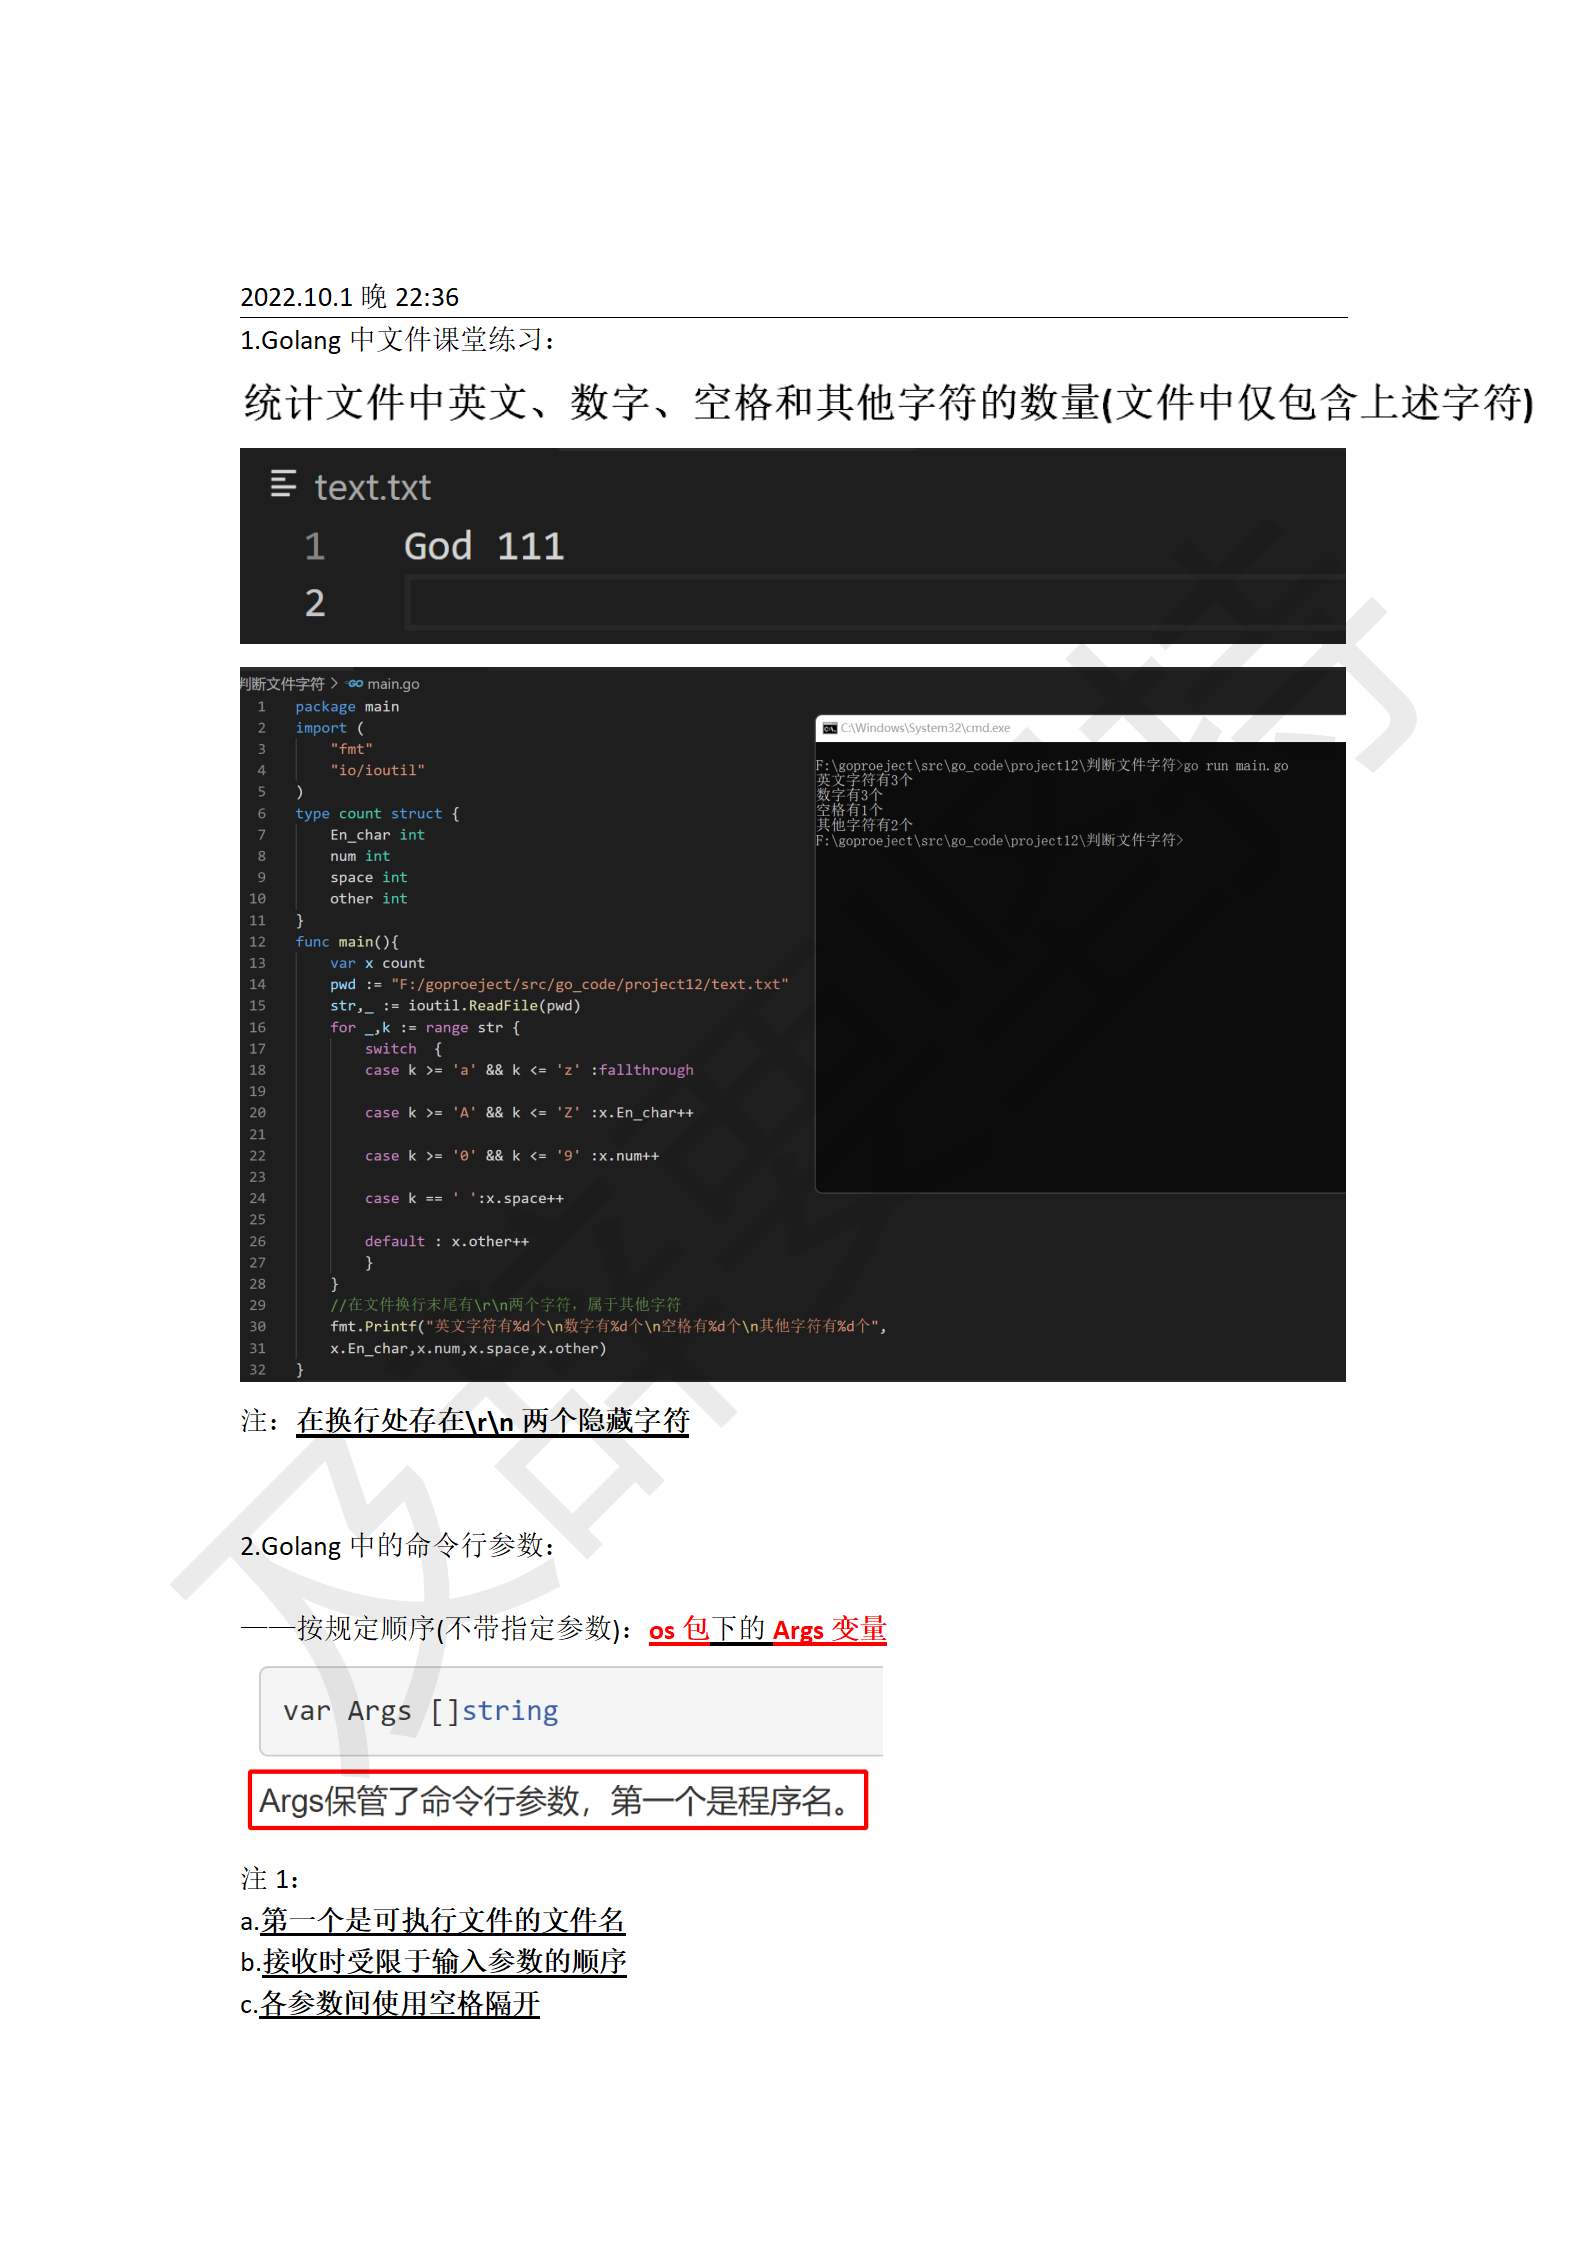 2022.10.1 晚 22:36
1.Golang 中文件课堂练习：
统计文件中英文、数字、空格和其他字符的数量(文件中仅包含上述字符)
text.txt
1 God 111
2
判断文件字符 > GO main.go
1 package main
2 import (
3 "fmt"
4 "io/ioutil"
5 )
6 type count struct {
7 En_char int
8 num int
9 space int
10 other int
11 }
12 func main(){
13 var x count
14 pwd := "F:/goproeject/src/go_code/project12/text.txt"
15 str,_ := ioutil.ReadFile(pwd)
16 for _,k := range str {
17 switch  {
18 case k >= 'a' && k <= 'z' :fallthrough
19
20 case k >= 'A' && k <= 'Z' :x.En_char++
21
22 case k >= '0' && k <= '9' :x.num++
23
24 case k == ' ':x.space++
25
26 default : x.other++
27 }
28 }
29 //在文件换行末尾有\r\n两个字符，属于其他字符
30 fmt.Printf("英文字符有%d个\n数字有%d个\n空格有%d个\n其他字符有%d个",
31 x.En_char,x.num,x.space,x.other)
32 }
C:\Windows\System32\cmd.exe
F:\goproeject\src\go_code\project12\判断文件字符>go run main.go
英文字符有3个
数字有3个
空格有1个
其他字符有2个
F:\goproeject\src\go_code\project12\判断文件字符>
注：在换行处存在\r\n 两个隐藏字符
2.Golang 中的命令行参数：
——按规定顺序(不带指定参数)：os 包下的 Args 变量
var Args []string
Args保管了命令行参数，第一个是程序名。
注 1：
a.第一个是可执行文件的文件名
b.接收时受限于输入参数的顺序
c.各参数间使用空格隔开